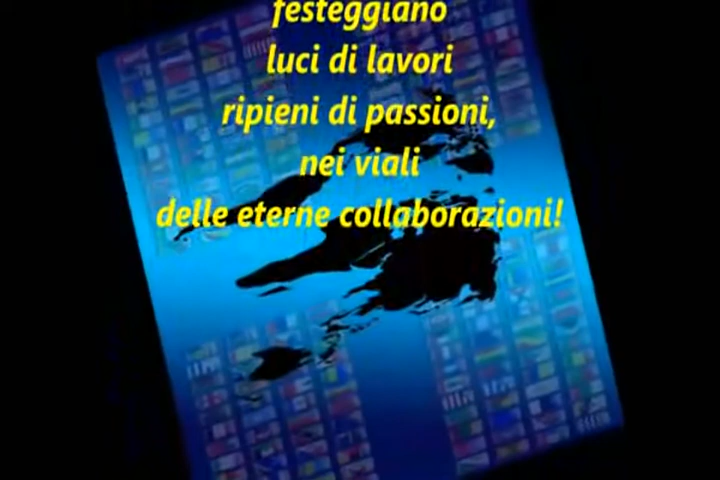 festeggiano
luci di lavori
ripieni di passioni,
nei viali
delle eterne collaborazioni!